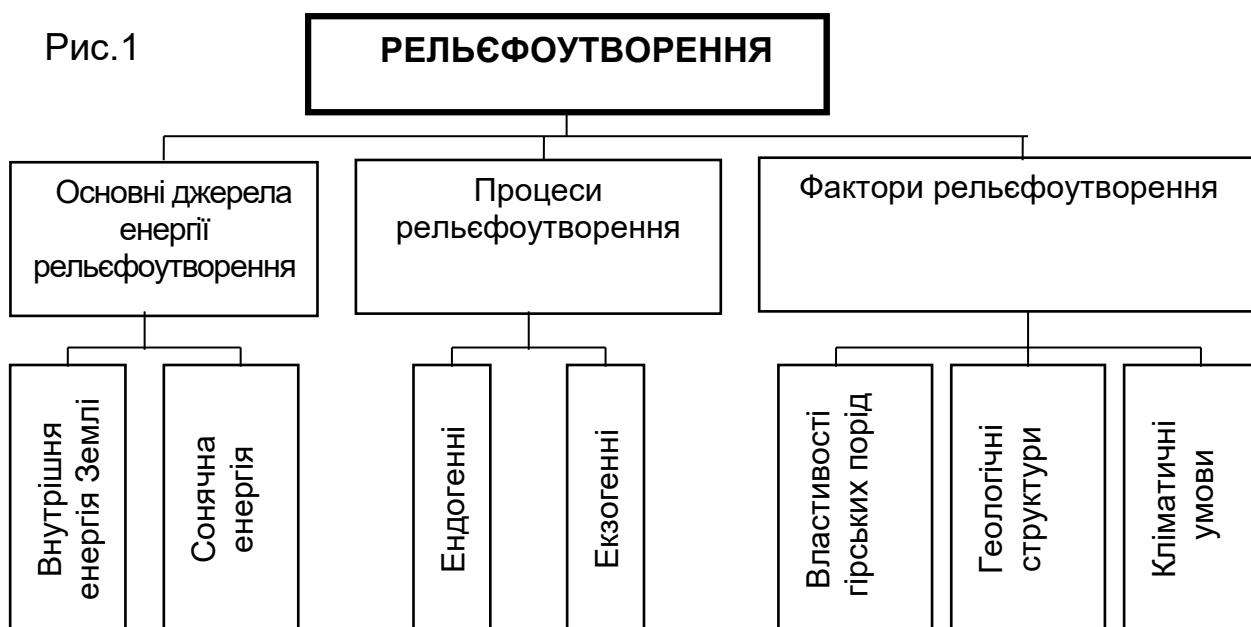 Рис.1
РЕЛЬЄФОУТВОРЕННЯ
Основні джерела
енергії
рельєфоутворення
Процеси
рельєфоутворення
Фактори рельєфоутворення
Внутрішня
енергія Землі
Сонячна
енергія
Ендогенні
Екзогенні
Властивості
гірських порід
Геологічні
структури
Кліматичні
умови